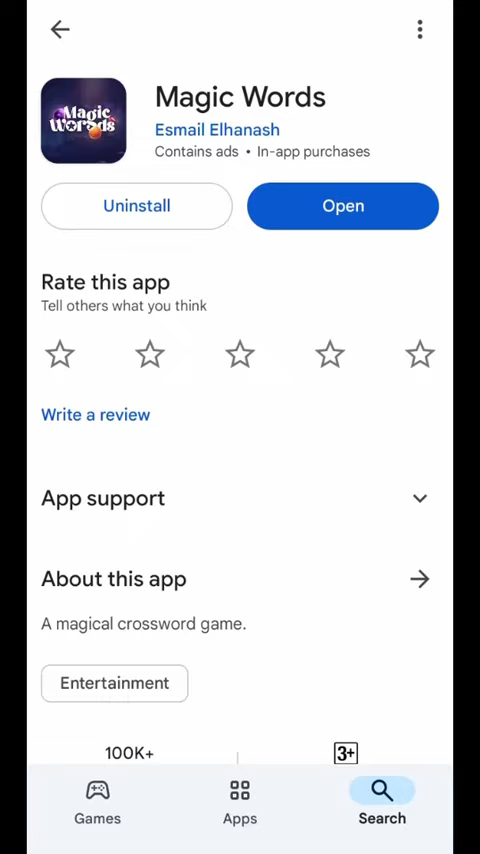 Magic Words
Magic Words
Esmail Elhanash
Contains ads • In-app purchases
Uninstall
Open
Rate this app
Tell others what you think
Write a review
App support
About this app
A magical crossword game.
Entertainment
100K+
3+
Games
Apps
Search